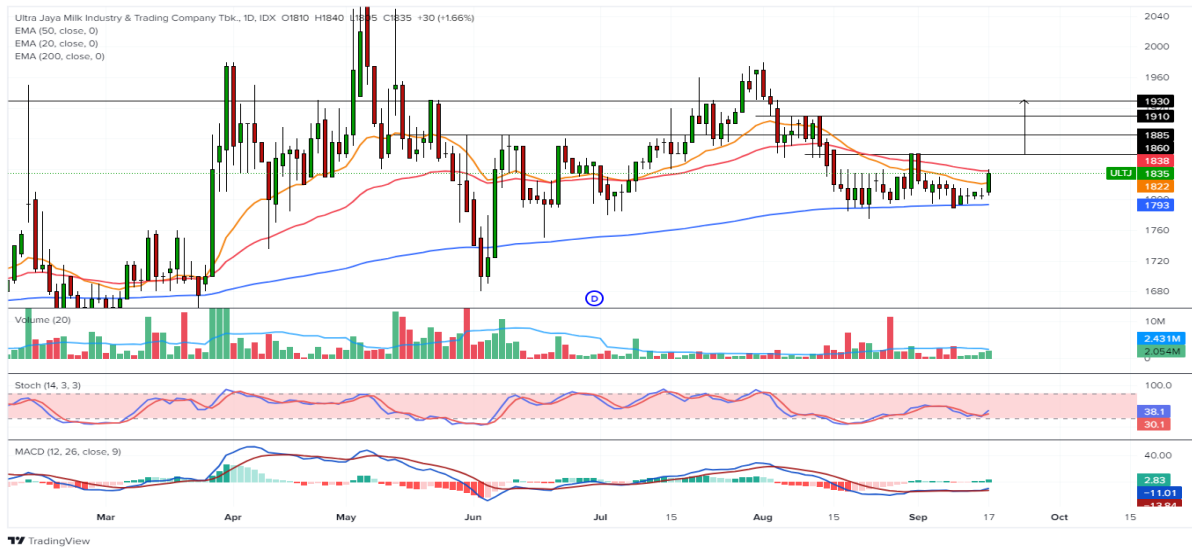 Ultra Jaya Milk Industry & Trading Company Tbk., 1D, IDX O1810 H1840 L1805 C1835 +30 (+1.66%)
EMA (50, close, 0)
EMA (20, close, 0)
EMA (200, close, 0)
2040
2000
1960
1930
1910
1885
1860
1838
ULTJ 1835
1822
1793
1760
1720
1680
D
Volume (20)
10M
2.431M
2.054M
0
Stoch (14, 3, 3)
100.0
38.1
30.1
MACD (12, 26, close, 9)
40.00
2.83
−11.01
−13.84
Mar Apr May Jun Jul 15 Aug 15 Sep 17 Oct 15
TradingView